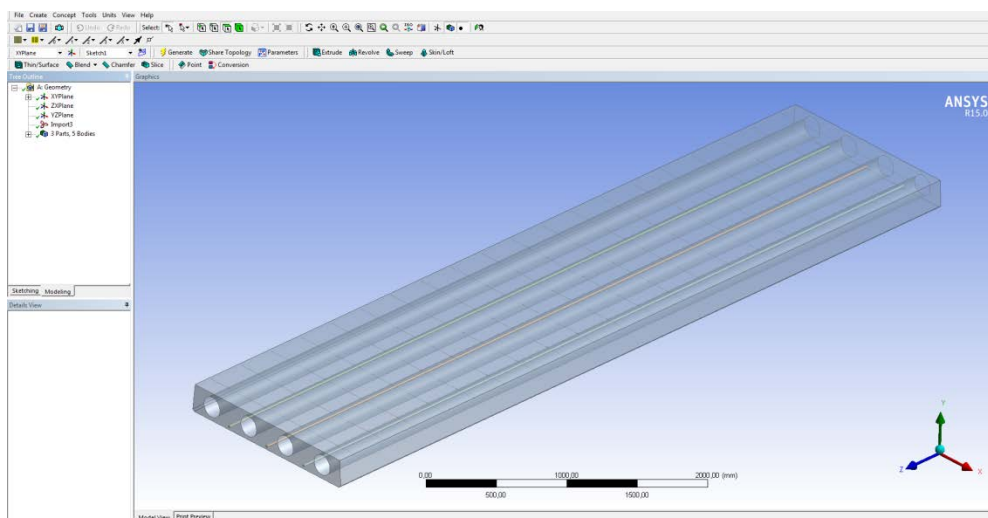 File Create Concept Tools Units View Help
Undo Redo Select:
XYPlane Sketch1 Generate Share Topology Parameters Extrude Revolve Sweep Skin/Loft
Thin/Surface Blend Chamfer Slice Point Conversion
Tree Outline
A: Geometry
XYPlane
ZXPlane
YZPlane
Import3
3 Parts, 5 Bodies
Sketching Modeling
Details View
Graphics
ANSYS
R15,0
0,00 1000,00 2000,00 (mm)
500,00 1500,00
Y
Z X
Model View Print Preview